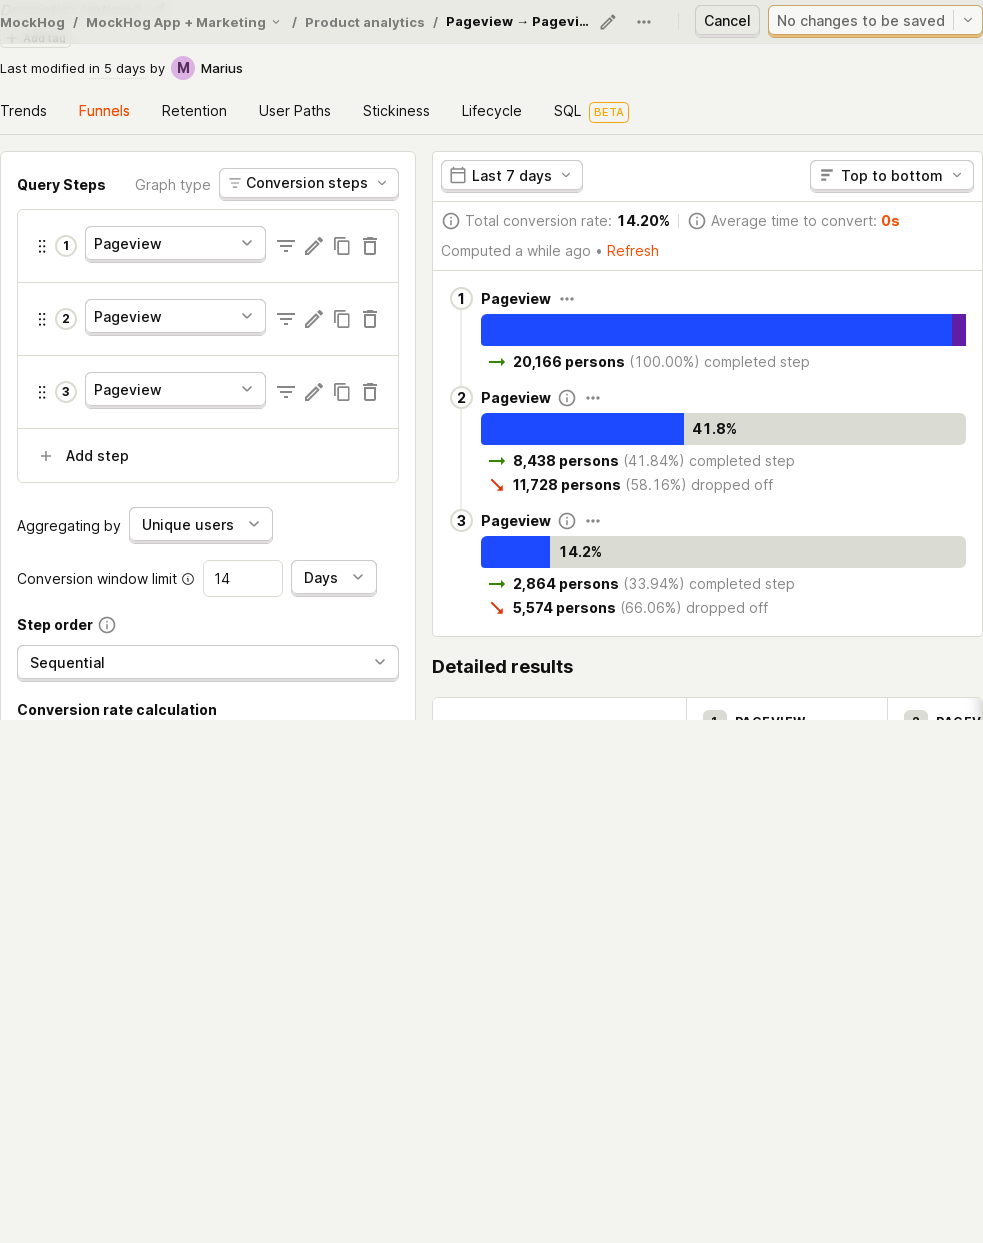 MockHog / MockHog App + Marketing / Product analytics / Pageview → Pagevi... Cancel No changes to be saved
Add tag
Last modified in 5 days by M Marius
Trends Funnels Retention User Paths Stickiness Lifecycle SQL BETA
Query Steps Graph type Conversion steps
1 Pageview
2 Pageview
3 Pageview
+ Add step
Aggregating by Unique users
Conversion window limit 14 Days
Step order
Sequential
Conversion rate calculation
Last 7 days Top to bottom
Total conversion rate: 14.20% Average time to convert: 0s
Computed a while ago • Refresh
1 Pageview
20,166 persons (100.00%) completed step
2 Pageview
41.8%
8,438 persons (41.84%) completed step
11,728 persons (58.16%) dropped off
3 Pageview
14.2%
2,864 persons (33.94%) completed step
5,574 persons (66.06%) dropped off
Detailed results
1 PAGEVIEW 2 PAGEV